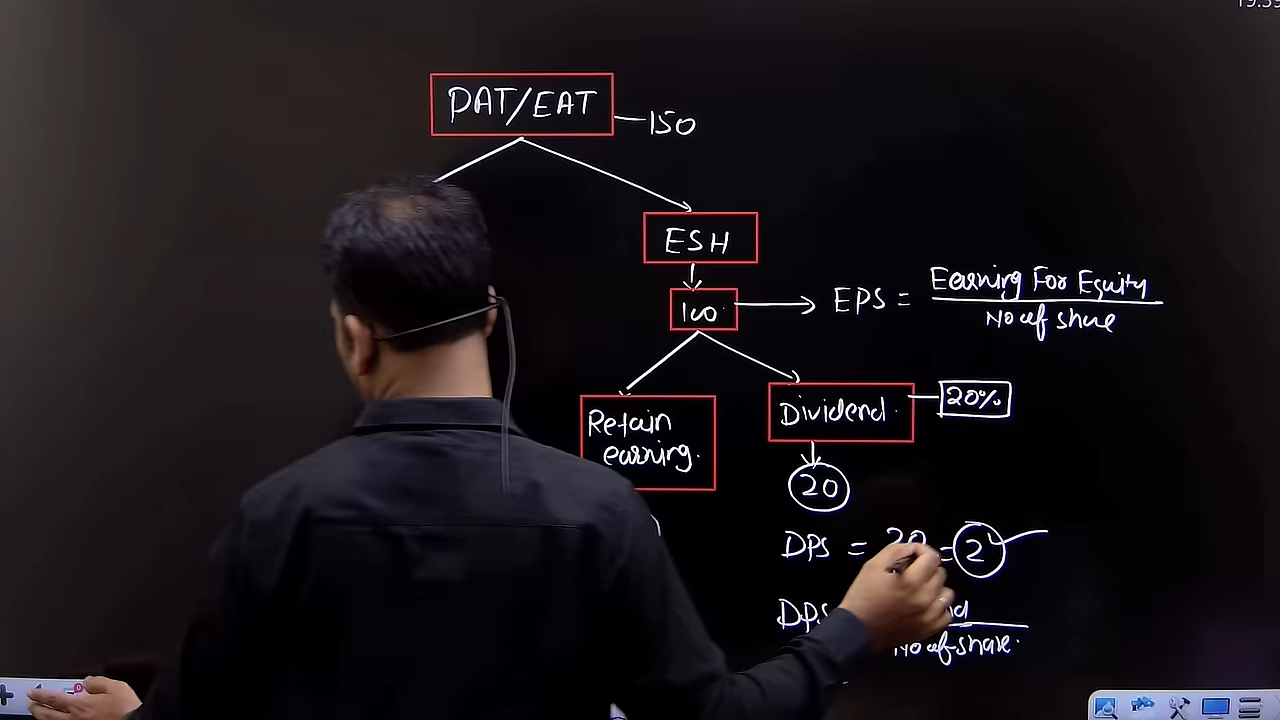 PAT/EAT
150
ESH
100
EPS = Earning For Equity
No of share
Retain
earning.
Dividend.
20%
20
DPS = 20 = 2
DPS
No of share.